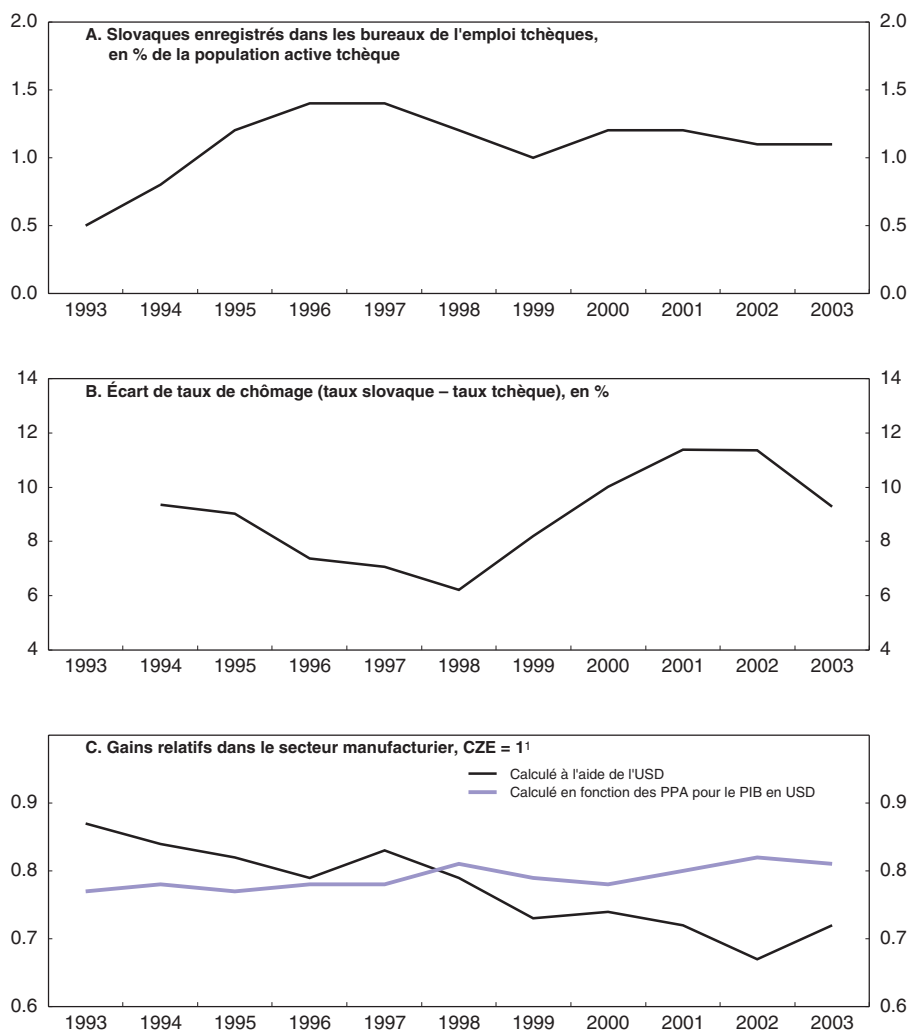 A. Slovaques enregistrés dans les bureaux de l'emploi tchèques,
en % de la population active tchèque
2.0 2.0
1.5 1.5
1.0 1.0
0.5 0.5
0.0 0.0
1993 1994 1995 1996 1997 1998 1999 2000 2001 2002 2003
B. Écart de taux de chômage (taux slovaque – taux tchèque), en %
14 14
12 12
10 10
8 8
6 6
4 4
1993 1994 1995 1996 1997 1998 1999 2000 2001 2002 2003
C. Gains relatifs dans le secteur manufacturier, CZE = 1¹
Calculé à l'aide de l'USD
Calculé en fonction des PPA pour le PIB en USD
0.9 0.9
0.8 0.8
0.7 0.7
0.6 0.6
1993 1994 1995 1996 1997 1998 1999 2000 2001 2002 2003